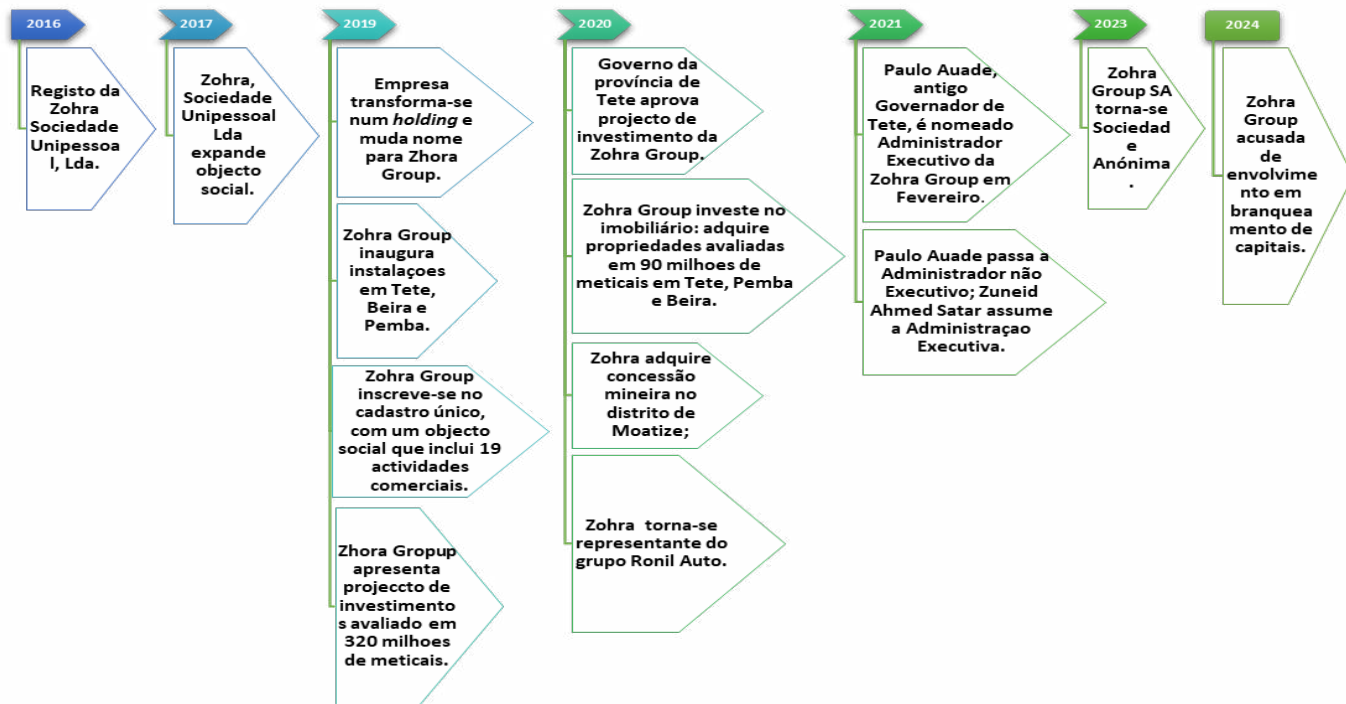 2016
Registo da
Zohra
Sociedade
Unipessoa
l, Lda.
2017
Zohra,
Sociedade
Unipessoal
Lda
expande
objecto
social.
2019
Empresa
transforma-se
num holding e
muda nome
para Zhora
Group.
Zohra Group
inaugura
instalaçoes
em Tete,
Beira e
Pemba.
Zohra Group
inscreve-se no
cadastro único,
com um objecto
social que inclui 19
actividades
comerciais.
Zhora Gropup
apresenta
projeccto de
investimento
s avaliado em
320 milhoes
de meticais.
2020
Governo da
província de
Tete aprova
projecto de
investimento da
Zohra Group.
Zohra Group investe no
imobiliário: adquire
propriedades avaliadas
em 90 milhoes de
meticais em Tete, Pemba
e Beira.
Zohra adquire
concessão
mineira no
distrito de
Moatize;
Zohra torna-se
representante do
grupo Ronil Auto.
2021
Paulo Auade,
antigo
Governador de
Tete, é nomeado
Administrador
Executivo da
Zohra Group em
Fevereiro.
Paulo Auade passa a
Administrador não
Executivo; Zuneid
Ahmed Satar assume
a Administraçao
Executiva.
2023
Zohra
Group SA
torna-se
Sociedad
e
Anónima
.
2024
Zohra
Group
acusada
de
envolvime
nto em
branquea
mento de
capitais.